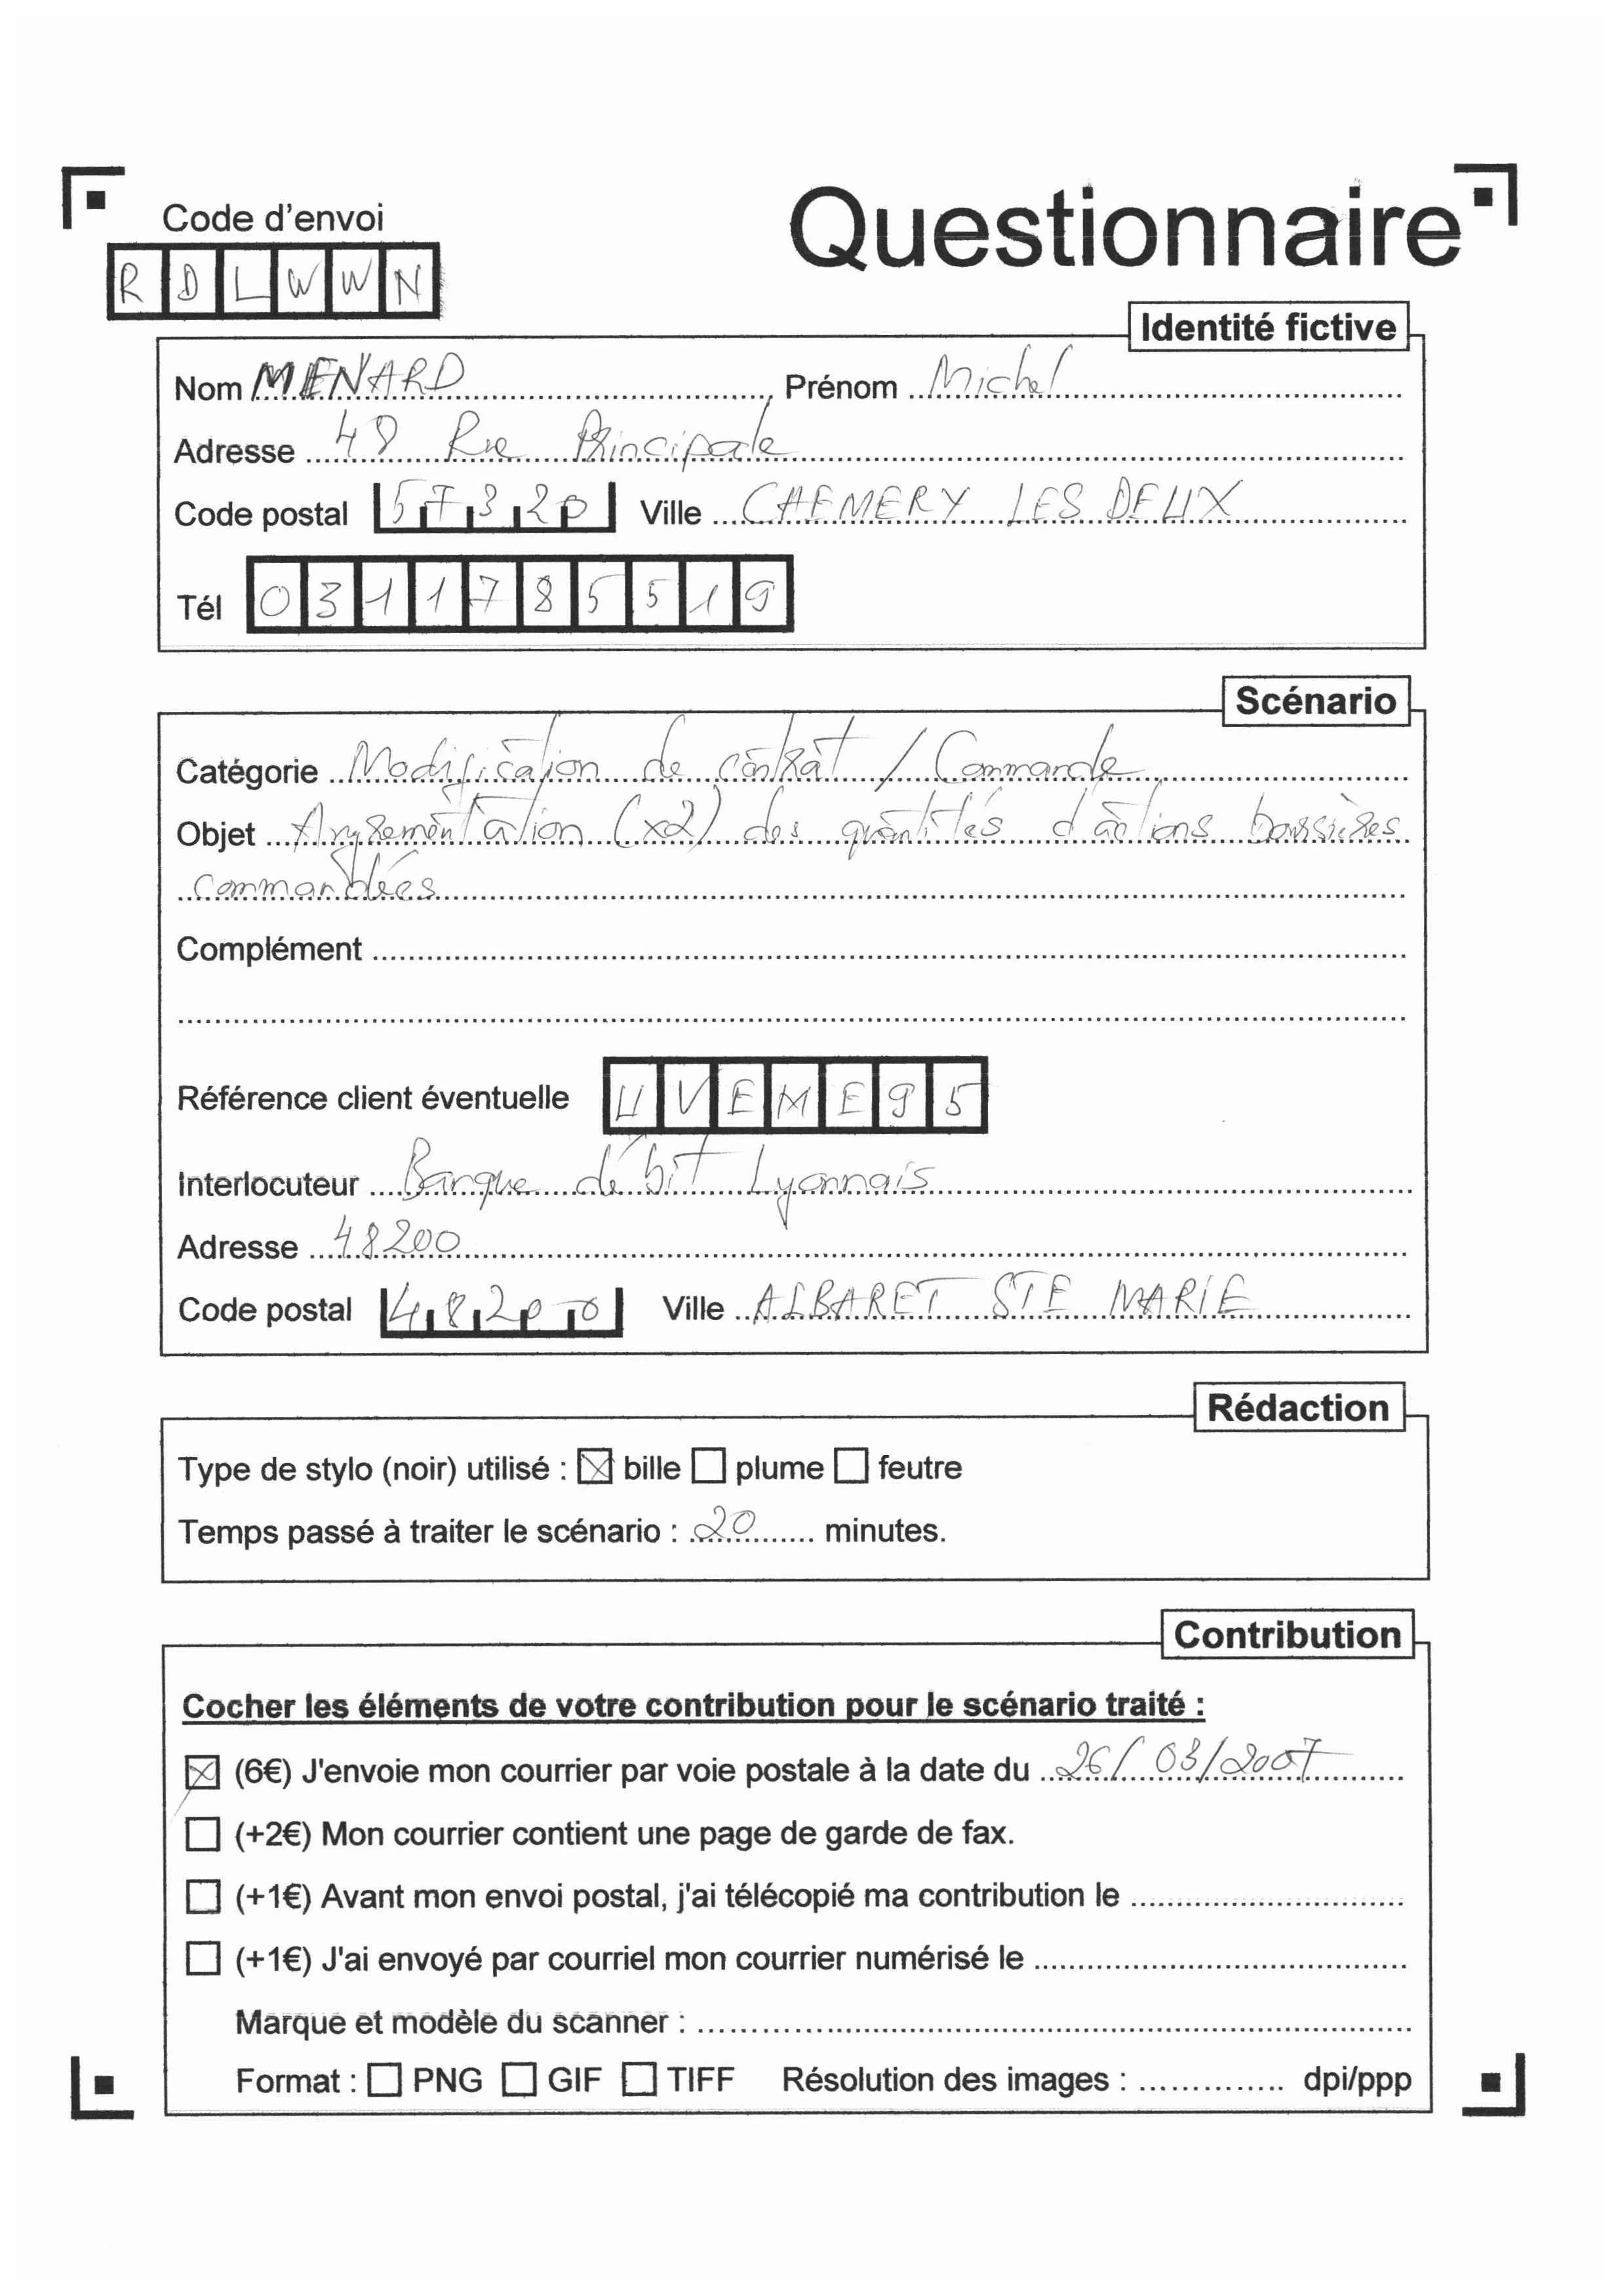 Code d'envoi
Questionnaire
R D L W W N
Identité fictive
Nom MENARD Prénom Michel
Adresse 48 Rue Principale
Code postal 57320 Ville CHEMERY LES DEUX
Tél 0311785519
Scénario
Catégorie Modification de contrat / Commande
Objet (x2) des quantités d'actions boursières
commandées
Complément
Référence client éventuelle UVEME95
Interlocuteur Banque débit Lyonnais
Adresse 48200
Code postal 48200 Ville ALBARET STE MARIE
Rédaction
Type de stylo (noir) utilisé : bille plume feutre
Temps passé à traiter le scénario : 20 minutes.
Contribution
Cocher les éléments de votre contribution pour le scénario traité :
(6€) J'envoie mon courrier par voie postale à la date du 26/03/2007
(+2€) Mon courrier contient une page de garde de fax.
(+1€) Avant mon envoi postal, j'ai télécopié ma contribution le
(+1€) J'ai envoyé par courriel mon courrier numérisé le
Marque et modèle du scanner :
Format : PNG GIF TIFF Résolution des images : dpi/ppp